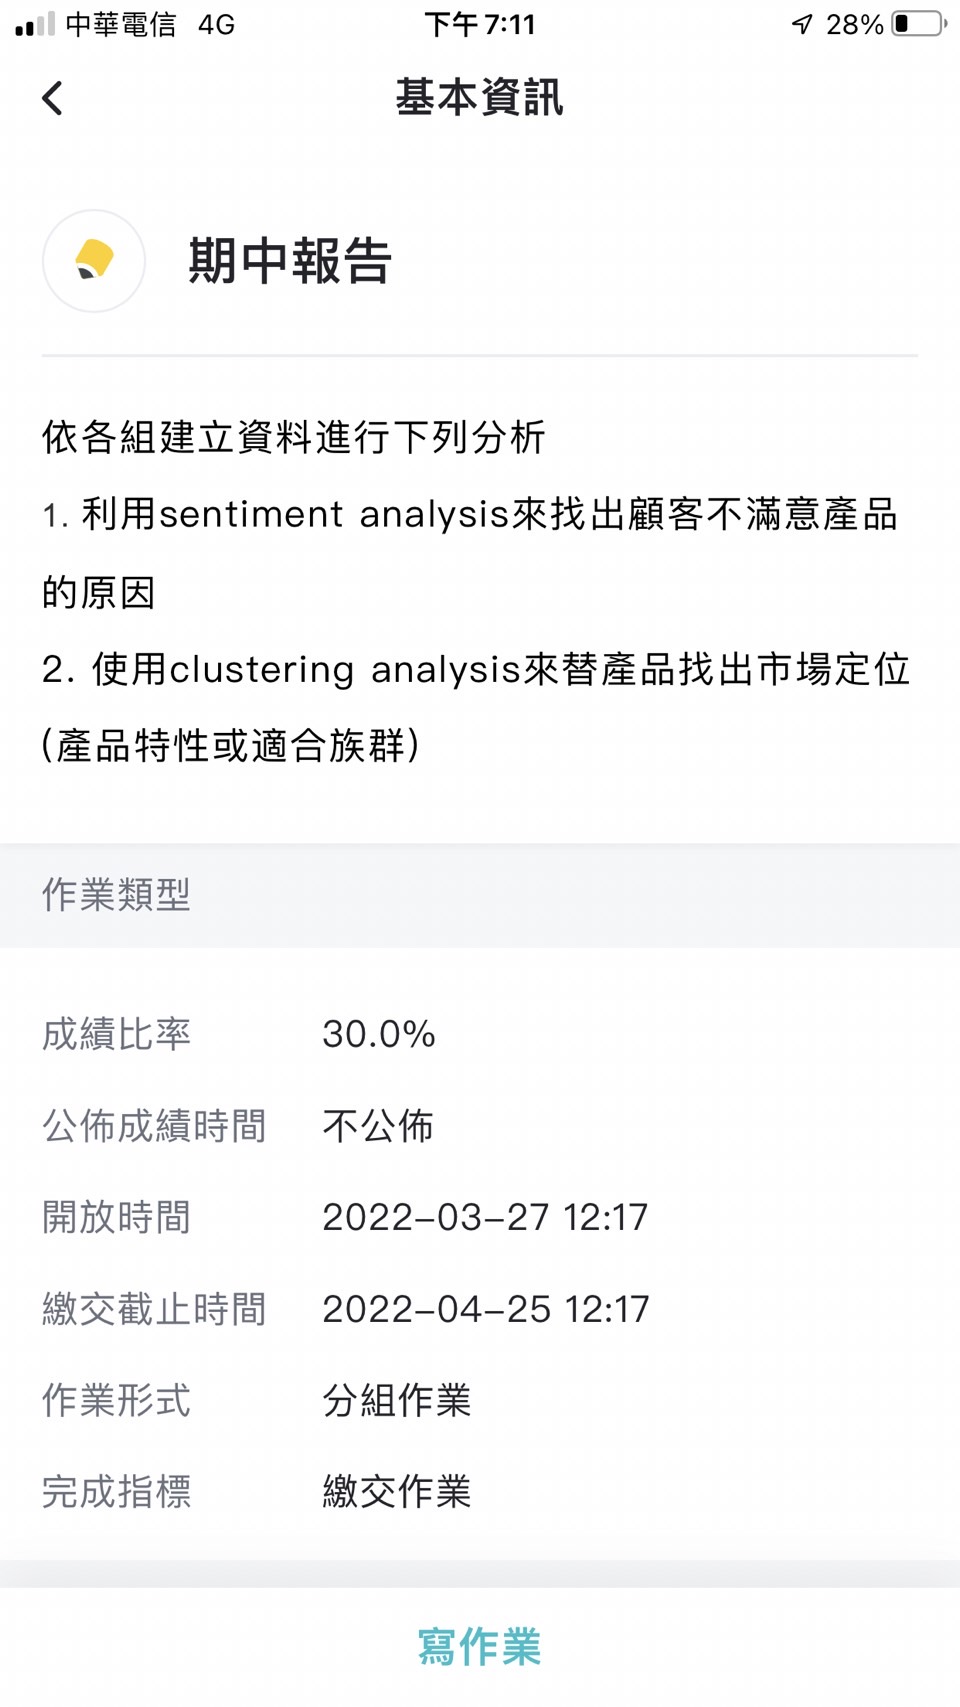 中華電信 4G 下午 7:11 28%
基本資訊
期中報告
依各組建立資料進行下列分析
1. 利用sentiment analysis來找出顧客不滿意產品
的原因
2. 使用clustering analysis來替產品找出市場定位
(產品特性或適合族群)
作業類型
成績比率 30.0%
公佈成績時間 不公佈
開放時間 2022-03-27 12:17
繳交截止時間 2022-04-25 12:17
作業形式 分組作業
完成指標 繳交作業
寫作業